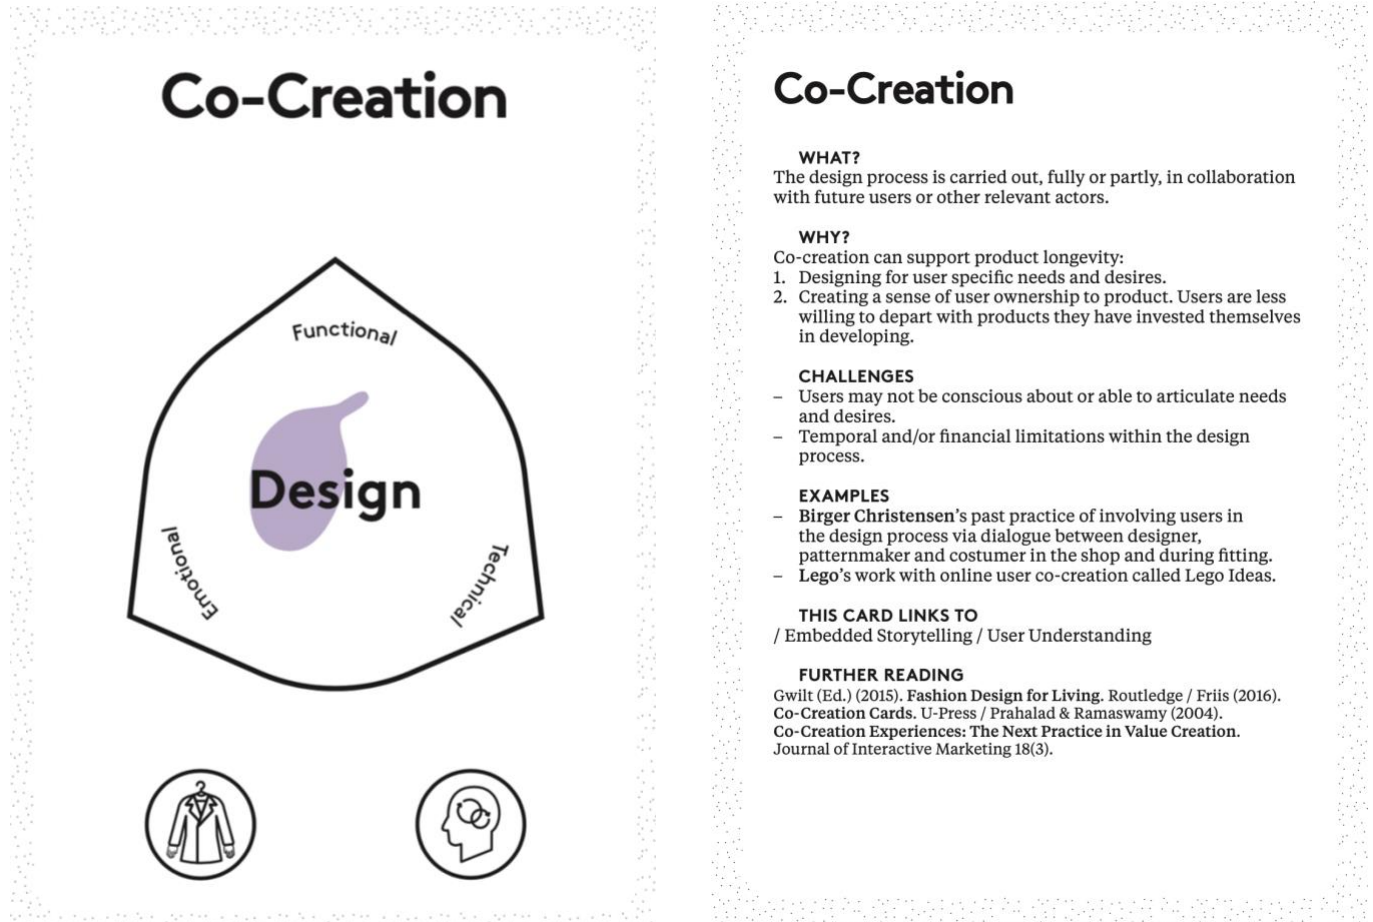 Co-Creation
Functional
Design
Emotional
Technical
Co-Creation
WHAT?
The design process is carried out, fully or partly, in collaboration
with future users or other relevant actors.
WHY?
Co-creation can support product longevity:
1. Designing for user specific needs and desires.
2. Creating a sense of user ownership to product. Users are less
willing to depart with products they have invested themselves
in developing.
CHALLENGES
– Users may not be conscious about or able to articulate needs
and desires.
– Temporal and/or financial limitations within the design
process.
EXAMPLES
– Birger Christensen's past practice of involving users in
the design process via dialogue between designer,
patternmaker and costumer in the shop and during fitting.
– Lego's work with online user co-creation called Lego Ideas.
THIS CARD LINKS TO
/ Embedded Storytelling / User Understanding
FURTHER READING
Gwilt (Ed.) (2015). Fashion Design for Living. Routledge / Friis (2016).
Co-Creation Cards. U-Press / Prahalad & Ramaswamy (2004).
Co-Creation Experiences: The Next Practice in Value Creation.
Journal of Interactive Marketing 18(3).